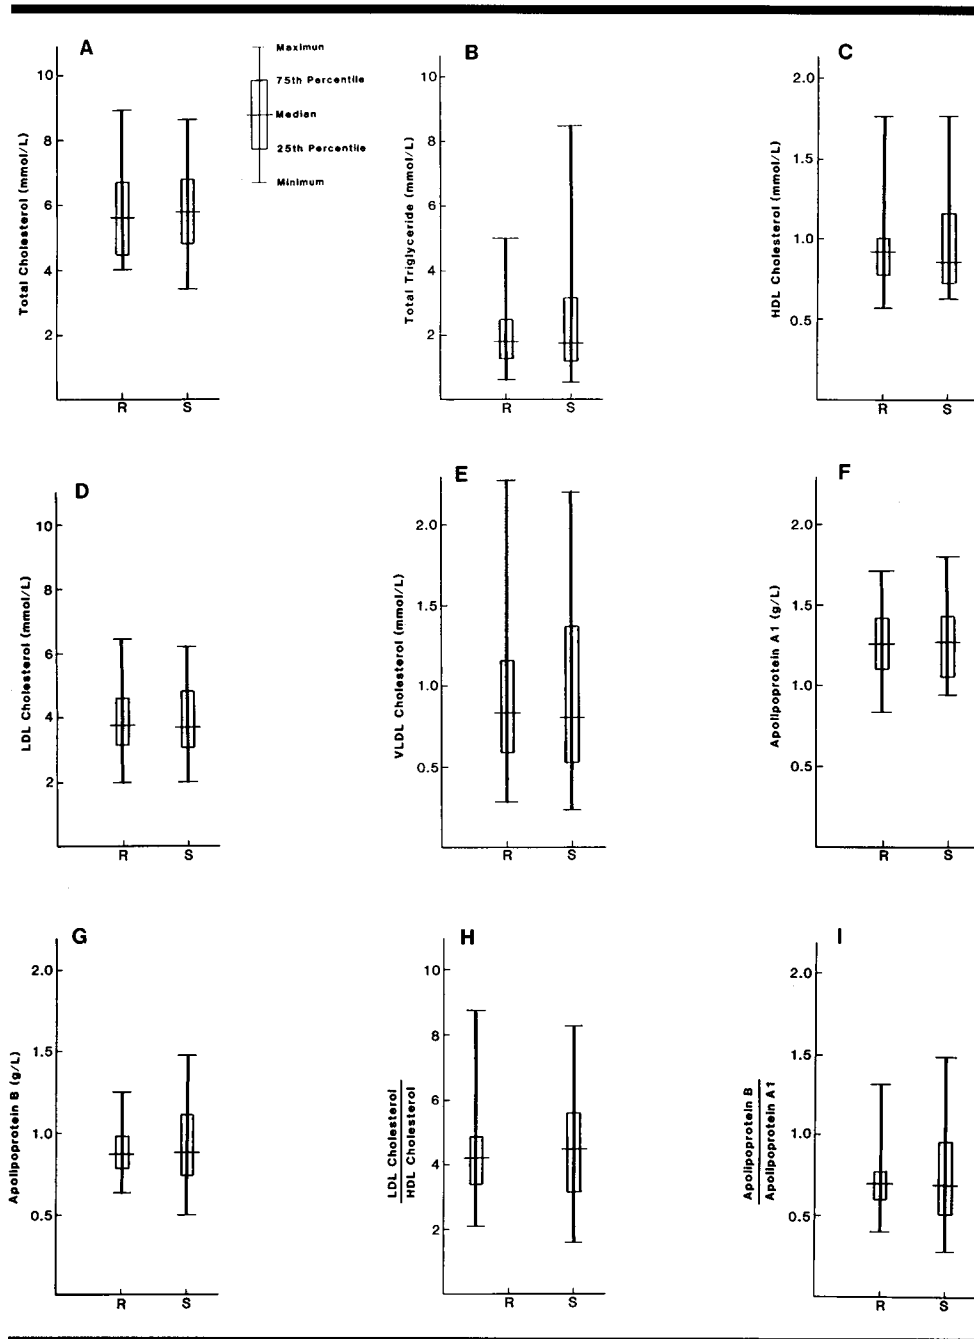 A
Maximun
75th Percentile
Median
25th Percentile
Minimum
10
8
6
4
2
Total Cholesterol (mmol/L)
R S
B
10
8
6
4
2
Total Triglyceride (mmol/L)
R S
C
2.0
1.5
1.0
0.5
HDL Cholesterol (mmol/L)
R S
D
10
8
6
4
2
LDL Cholesterol (mmol/L)
R S
E
2.0
1.5
1.0
0.5
VLDL Cholesterol (mmol/L)
R S
F
2.0
1.5
1.0
0.5
Apolipoprotein A1 (g/L)
R S
G
2.0
1.5
1.0
0.5
Apolipoprotein B (g/L)
R S
H
10
8
6
4
2
LDL Cholesterol
HDL Cholesterol
R S
I
2.0
1.5
1.0
0.5
Apolipoprotein B
Apolipoprotein A1
R S